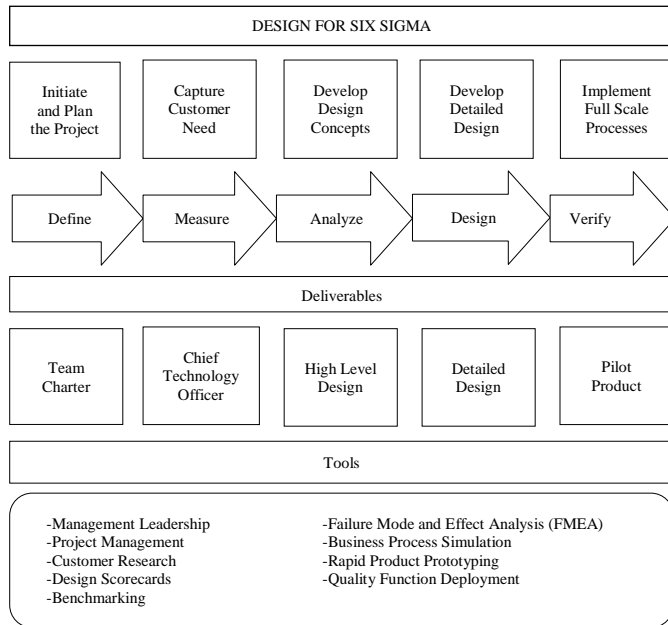 DESIGN FOR SIX SIGMA
Initiate
and Plan
the Project
Capture
Customer
Need
Develop
Design
Concepts
Develop
Detailed
Design
Implement
Full Scale
Processes
Define
Measure
Analyze
Design
Verify
Deliverables
Team
Charter
Chief
Technology
Officer
High Level
Design
Detailed
Design
Pilot
Product
Tools
-Management Leadership
-Project Management
-Customer Research
-Design Scorecards
-Benchmarking
-Failure Mode and Effect Analysis (FMEA)
-Business Process Simulation
-Rapid Product Prototyping
-Quality Function Deployment